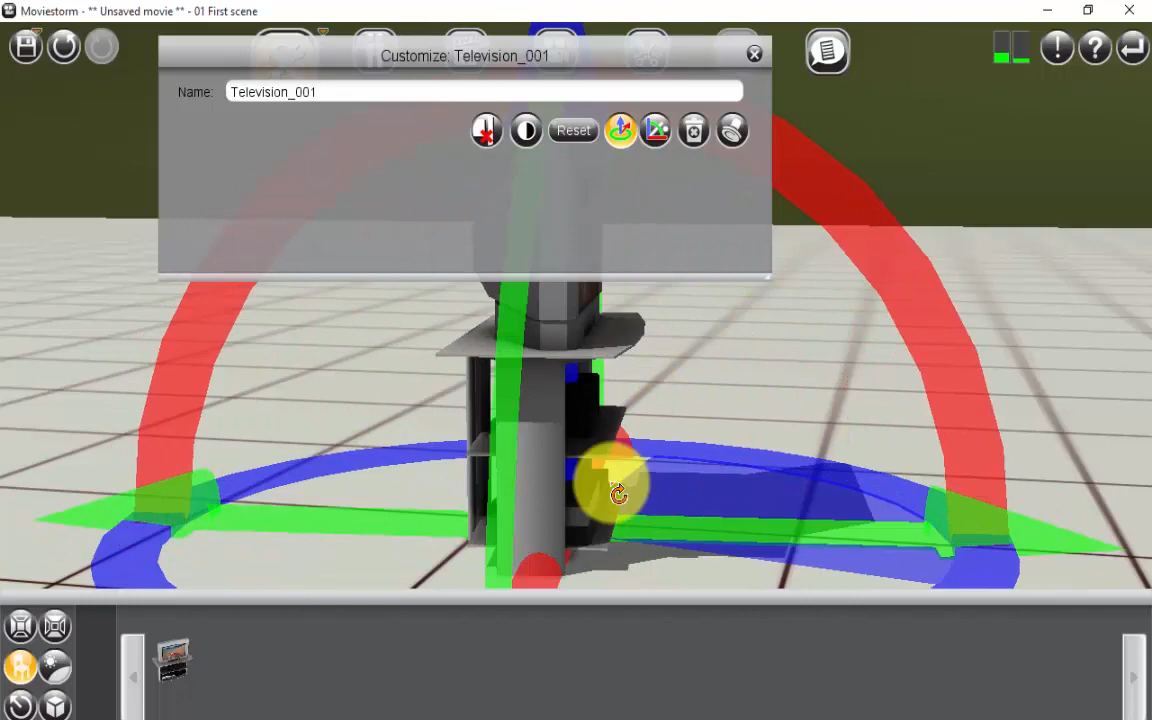 Moviestorm - ** Unsaved movie ** - 01 First scene
Customize: Television_001
Name: Television_001
Reset